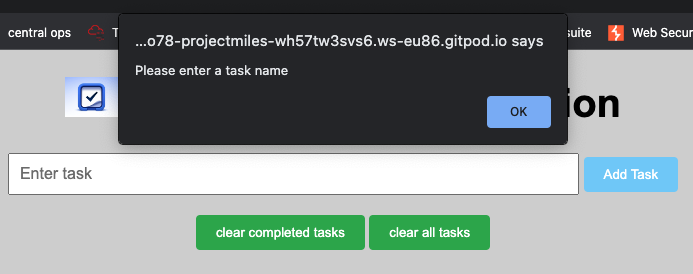 ...o78-projectmiles-wh57tw3svs6.ws-eu86.gitpod.io says
central ops
suite
Web Secur
Please enter a task name
OK
ion
Enter task
Add Task
clear completed tasks
clear all tasks